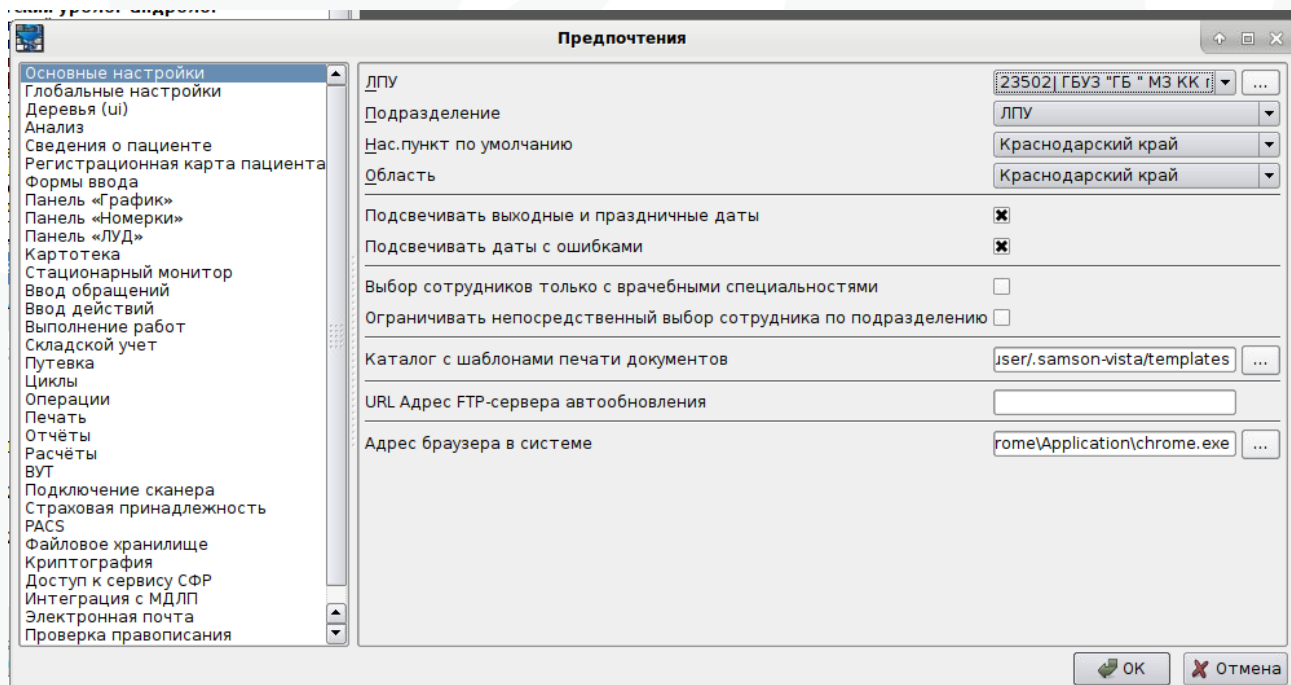 Предпочтения
Основные настройки
Глобальные настройки
Деревья (ui)
Анализ
Сведения о пациенте
Регистрационная карта пациента
Формы ввода
Панель «График»
Панель «Номерки»
Панель «ЛУД»
Картотека
Стационарный монитор
Ввод обращений
Ввод действий
Выполнение работ
Складской учет
Путевка
Циклы
Операции
Печать
Отчёты
Расчёты
ВУТ
Подключение сканера
Страховая принадлежность
PACS
Файловое хранилище
Криптография
Доступ к сервису СФР
Интеграция с МДЛП
Электронная почта
Проверка правописания
ЛПУ 23502| ГБУЗ "ГБ " МЗ КК ...
Подразделение ЛПУ
Нас.пункт по умолчанию Краснодарский край
Область Краснодарский край
Подсвечивать выходные и праздничные даты
Подсвечивать даты с ошибками
Выбор сотрудников только с врачебными специальностями
Ограничивать непосредственный выбор сотрудника по подразделению
Каталог с шаблонами печати документов user/.samson-vista/templates ...
URL Адрес FTP-сервера автообновления
Адрес браузера в системе rome\Application\chrome.exe ...
ОК Отмена